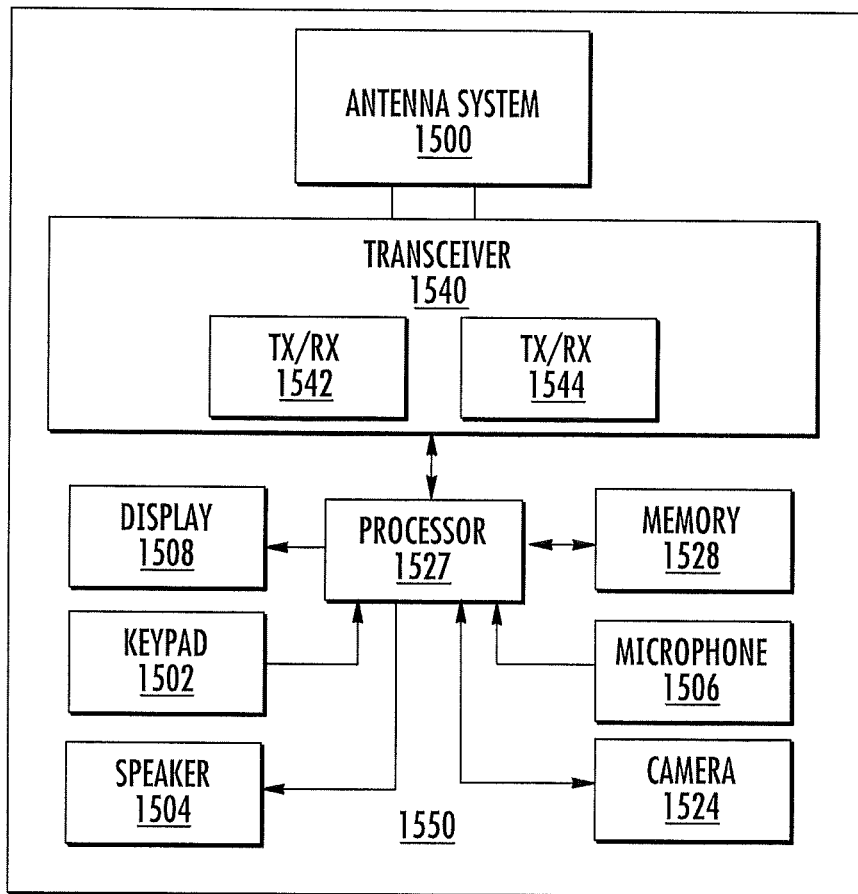 ANTENNA SYSTEM
1500
TRANSCEIVER
1540
TX/RX
1542
TX/RX
1544
DISPLAY
1508
PROCESSOR
1527
MEMORY
1528
KEYPAD
1502
MICROPHONE
1506
SPEAKER
1504
1550
CAMERA
1524